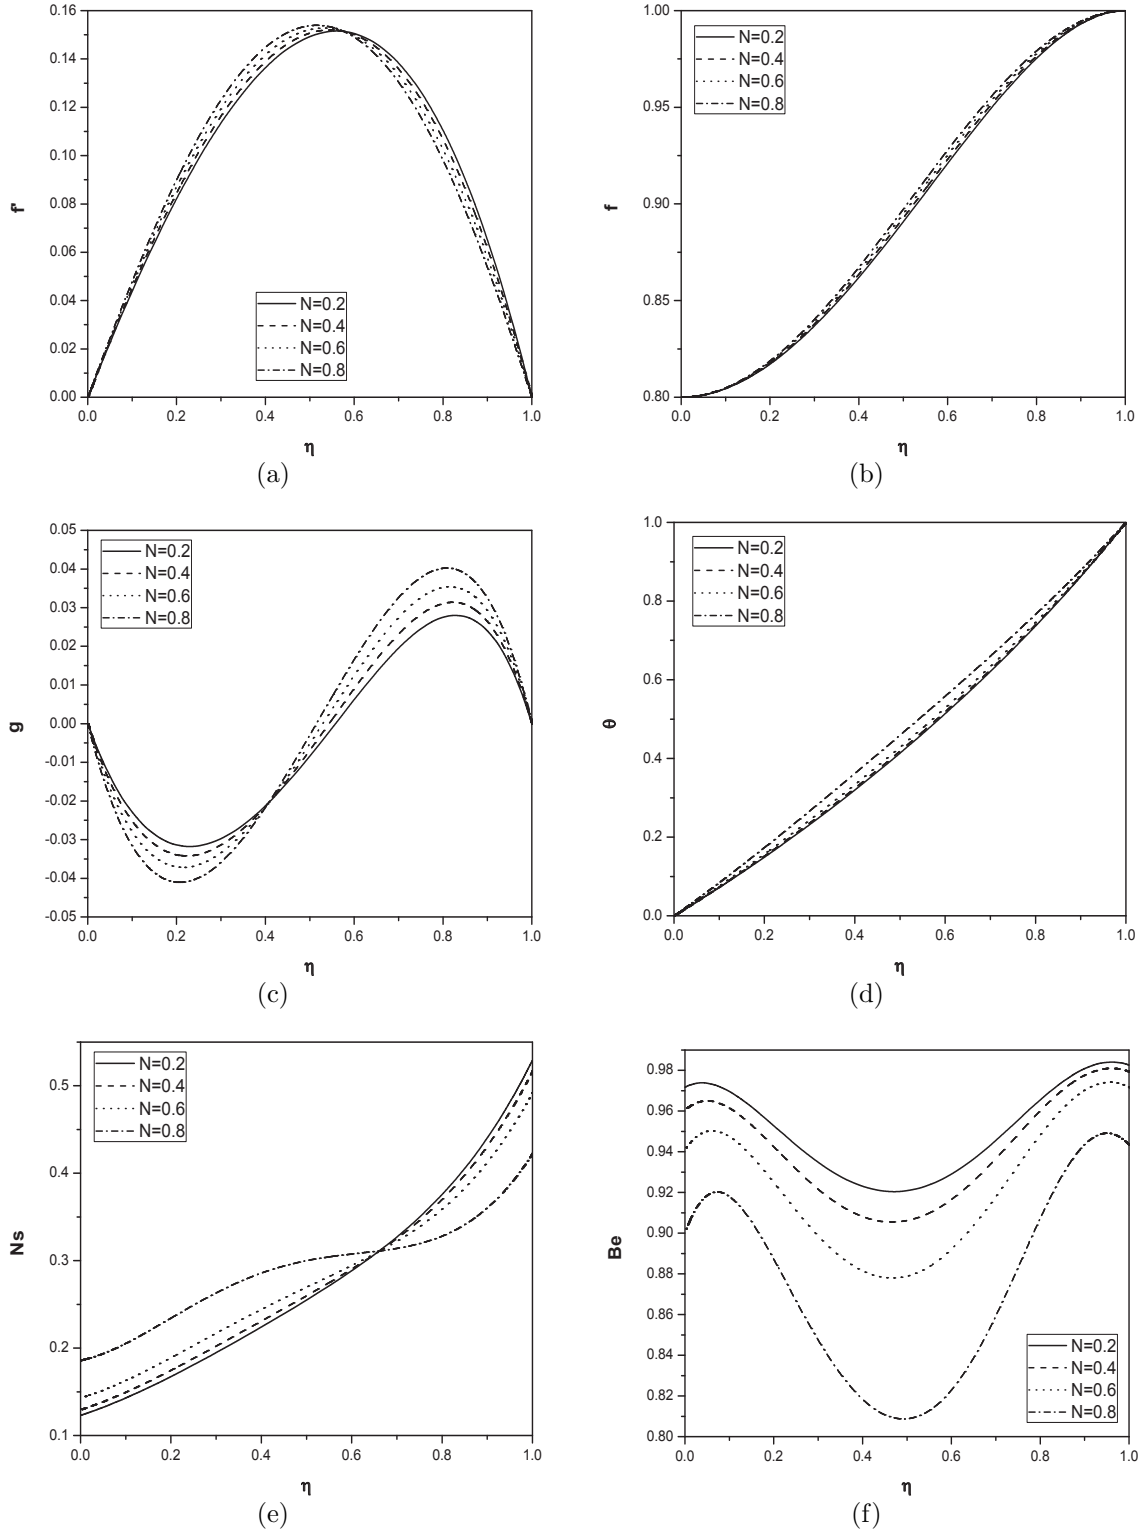 0.16
0.14
0.12
0.10
0.08
0.06
0.04
0.02
0.00
f'
N=0.2
N=0.4
N=0.6
N=0.8
0.0 0.2 0.4 0.6 0.8 1.0
η
(a)
1.00
0.95
0.90
0.85
0.80
f
N=0.2
N=0.4
N=0.6
N=0.8
0.0 0.2 0.4 0.6 0.8 1.0
η
(b)
0.05
0.04
0.03
0.02
0.01
0.00
-0.01
-0.02
-0.03
-0.04
-0.05
g
N=0.2
N=0.4
N=0.6
N=0.8
0.0 0.2 0.4 0.6 0.8 1.0
η
(c)
1.0
0.8
0.6
0.4
0.2
0.0
θ
N=0.2
N=0.4
N=0.6
N=0.8
0.0 0.2 0.4 0.6 0.8 1.0
η
(d)
0.5
0.4
0.3
0.2
0.1
Ns
N=0.2
N=0.4
N=0.6
N=0.8
0.0 0.2 0.4 0.6 0.8 1.0
η
(e)
0.98
0.96
0.94
0.92
0.90
0.88
0.86
0.84
0.82
0.80
Be
N=0.2
N=0.4
N=0.6
N=0.8
0.0 0.2 0.4 0.6 0.8 1.0
η
(f)